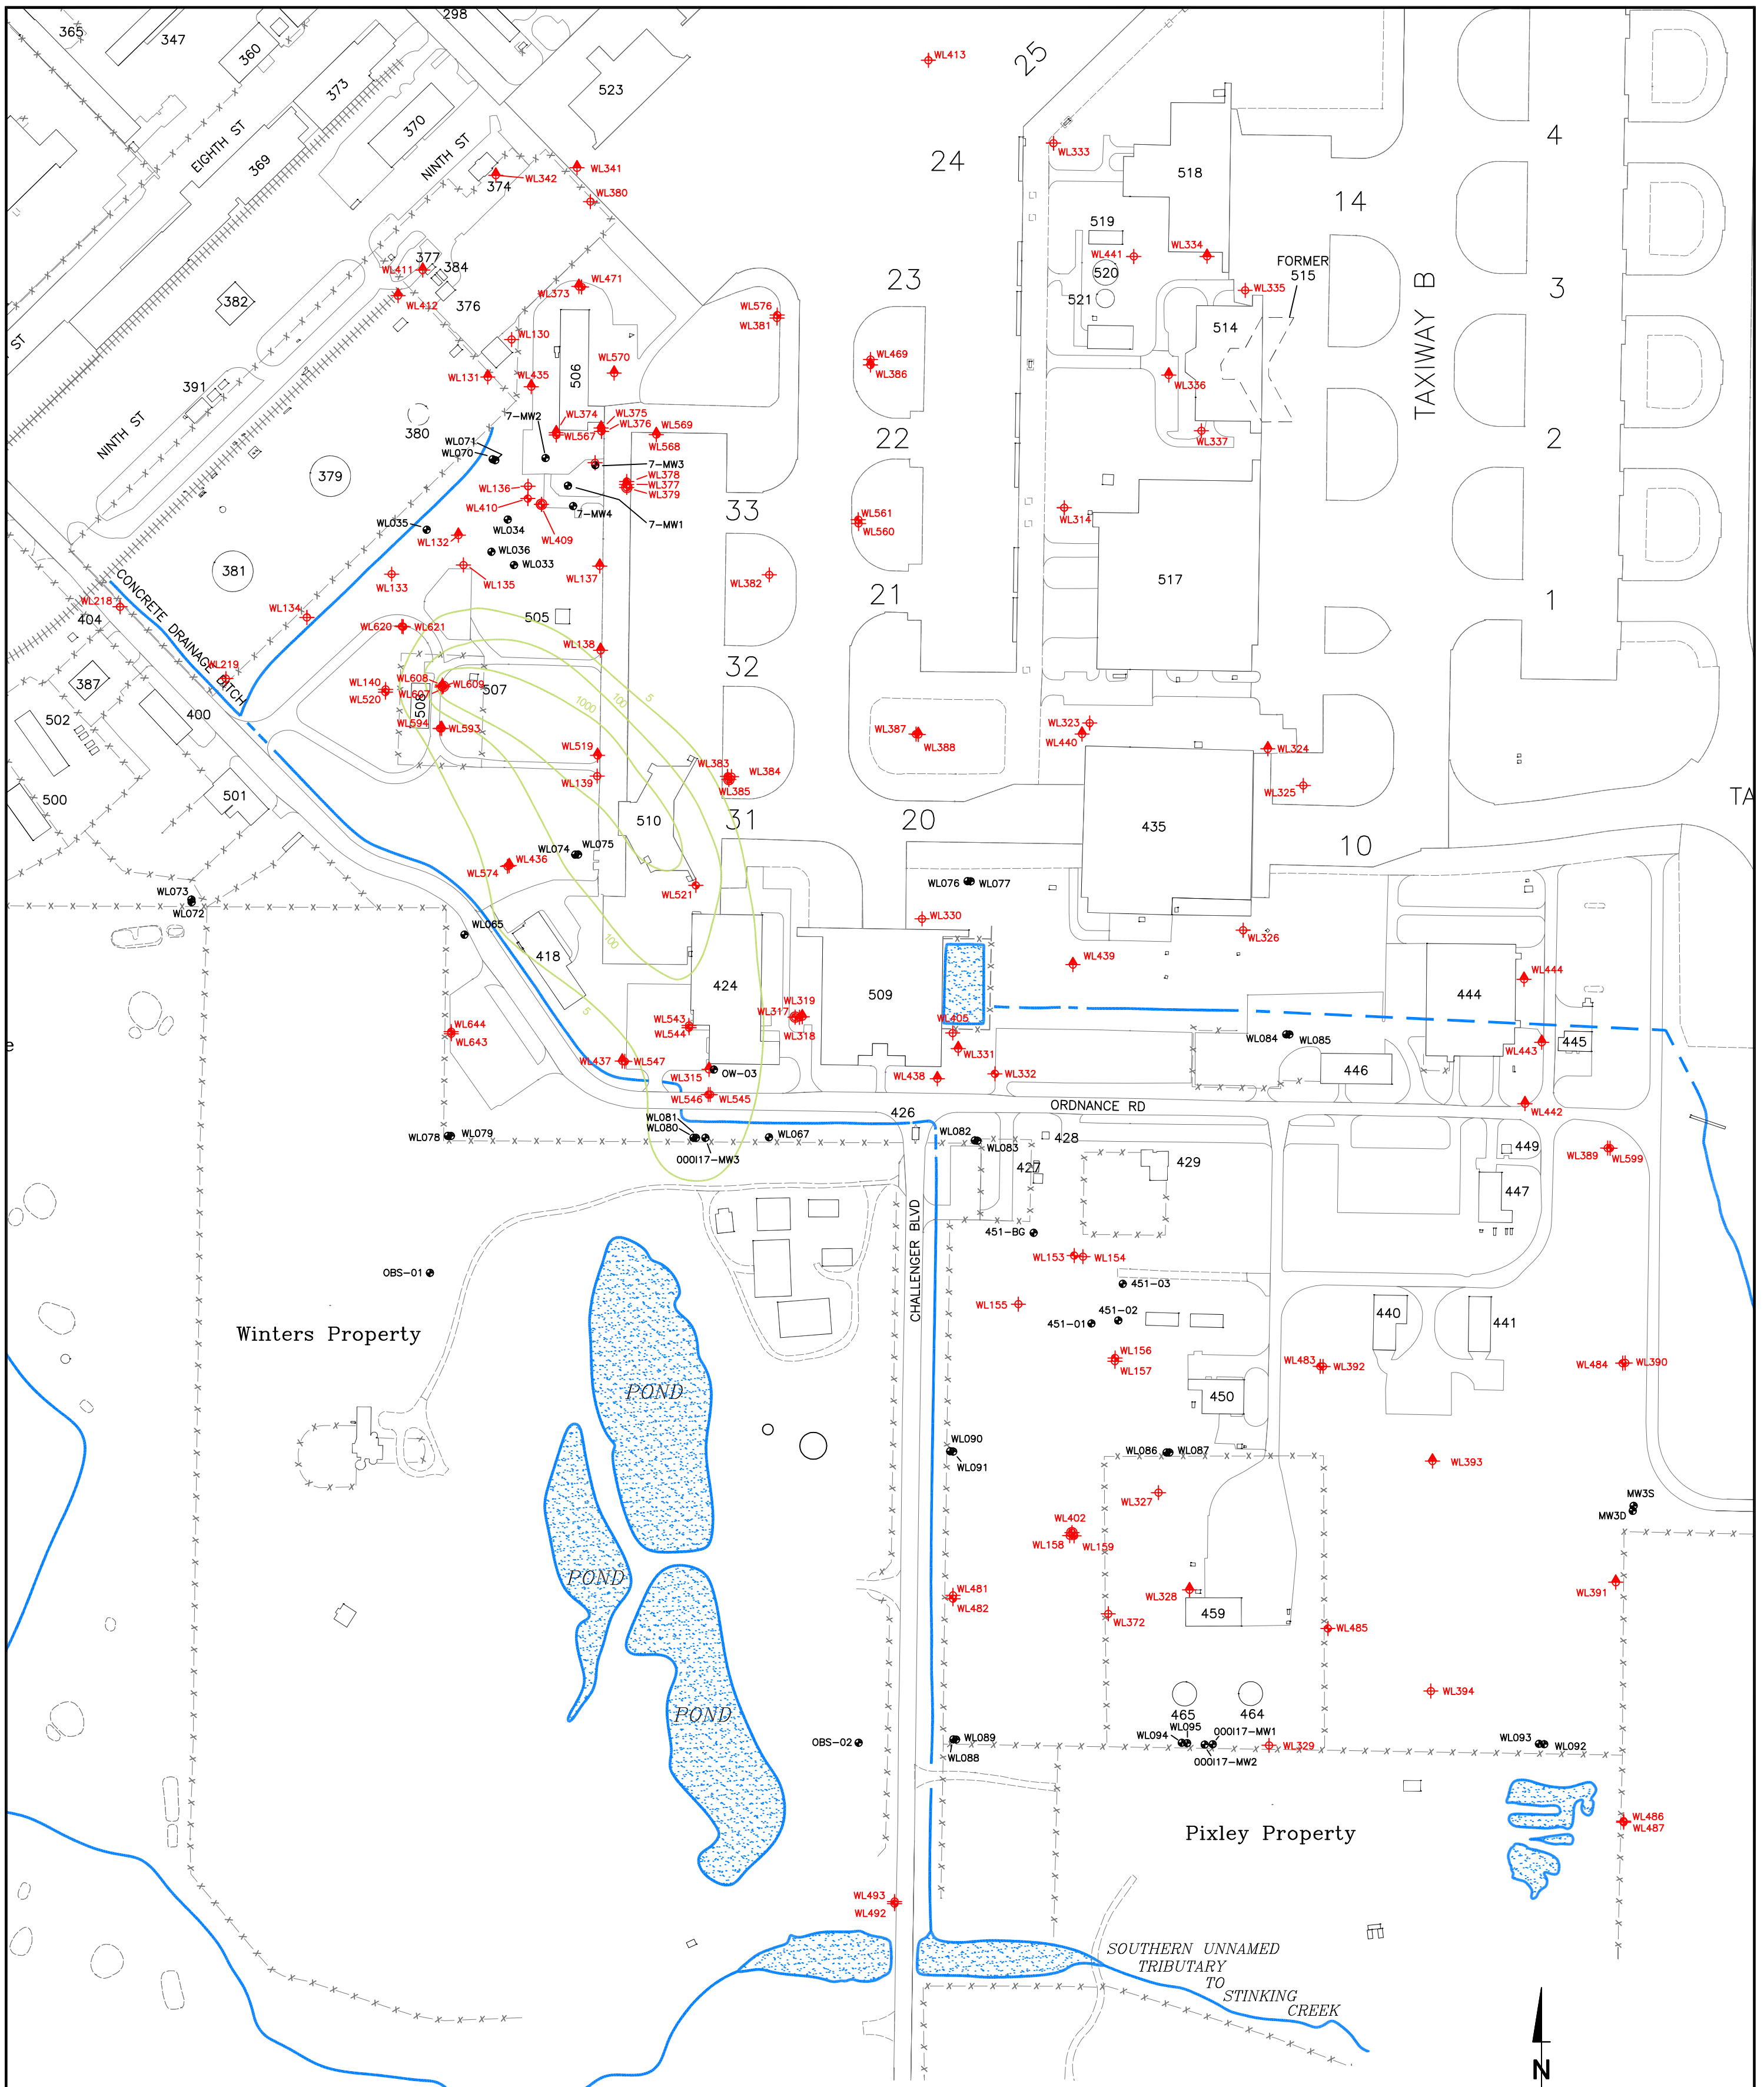 298
365
347
360
373
370
523
25
WL413
EIGHTH ST
369
NINTH ST
24
WL333
518
4
WL341
WL342
374
WL380
14
519
WL441
520
521
WL334
FORMER
515
WL335
TAXIWAY B
3
377
WL411
384
WL412
376
382
ST
WL471
WL373
23
WL576
WL381
WL130
506
WL570
WL469
WL386
514
WL336
WL131
WL435
391
NINTH ST
380
7-MW2
WL374
WL567
WL375
WL376
WL569
WL568
22
WL337
2
WL071
WL070
7-MW3
WL378
WL377
WL379
379
WL136
WL410
7-MW4
7-MW1
WL409
33
WL314
WL561
WL560
517
WL035
WL034
WL132
WL036
WL033
WL135
WL137
WL133
WL382
381
21
1
CONCRETE DRAINAGE DITCH
WL218
404
WL134
505
WL620
WL621
WL138
32
WL219
387
WL140
WL520
WL608
WL609
WL607
507
508
5
100
1000
502
400
WL594
WL593
WL387
WL388
WL323
WL440
WL324
WL519
WL139
WL383
WL384
WL385
WL325
500
501
510
31
20
435
10
TA
WL074
WL075
WL436
WL574
WL521
WL076
WL077
WL073
WL072
WL065
WL330
WL326
100
418
WL439
WL444
424
509
444
5
WL319
WL317
WL318
WL543
WL544
WL405
WL644
WL643
WL084
WL085
WL443
445
e
WL331
WL437
WL547
WL315
OW-03
WL438
WL332
446
WL546
WL545
ORDNANCE RD
WL442
426
WL081
WL080
WL067
WL078
WL079
000I17-MW3
WL082
WL083
428
427
429
449
WL389
WL599
447
451-BG
CHALLENGER BLVD
WL153
WL154
OBS-01
451-03
WL155
451-02
451-01
440
441
Winters Property
WL156
WL157
WL483
WL392
WL484
WL390
POND
450
WL090
WL091
WL086
WL087
WL393
WL327
MW3S
MW3D
WL402
WL158
WL159
POND
WL481
WL482
WL328
WL391
459
WL372
WL485
465
464
WL394
POND
OBS-02
WL089
WL088
WL095
WL094
000I17-MW1
000I17-MW2
WL329
WL093
WL092
Pixley Property
WL486
WL487
WL493
WL492
SOUTHERN UNNAMED
TRIBUTARY
TO
STINKING
CREEK
N